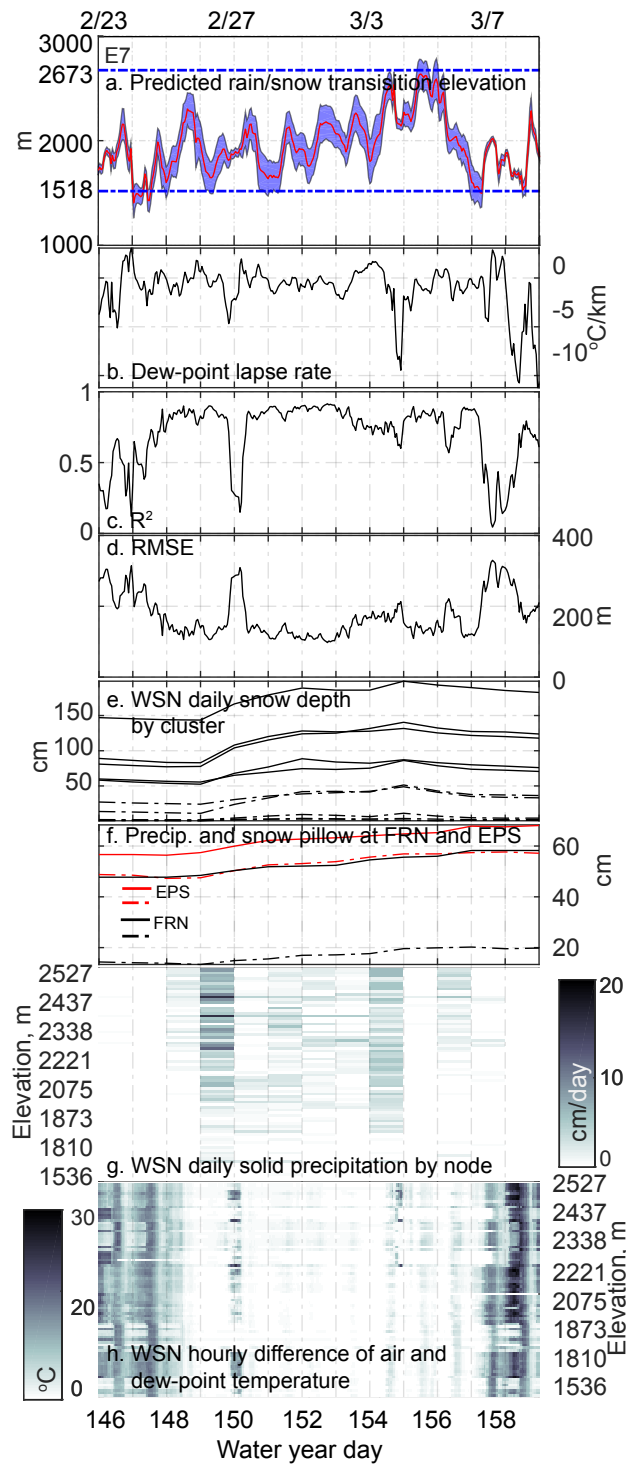 2/23 2/27 3/3 3/7
3000
E7
2673
a. Predicted rain/snow transisition elevation
m
2000
1518
1000
0
-5
-10
°C/km
b. Dew-point lapse rate
1
0.5
c. R²
0
d. RMSE
400
200
m
0
e. WSN daily snow depth
by cluster
150
100
50
cm
f. Precip. and snow pillow at FRN and EPS
60
40
20
cm
EPS
FRN
2527
2437
2338
2221
2075
1873
1810
1536
Elevation, m
20
10
0
cm/day
g. WSN daily solid precipitation by node
2527
2437
2338
2221
2075
1873
1810
1536
Elevation, m
30
20
0
°C
h. WSN hourly difference of air and
dew-point temperature
146 148 150 152 154 156 158
Water year day